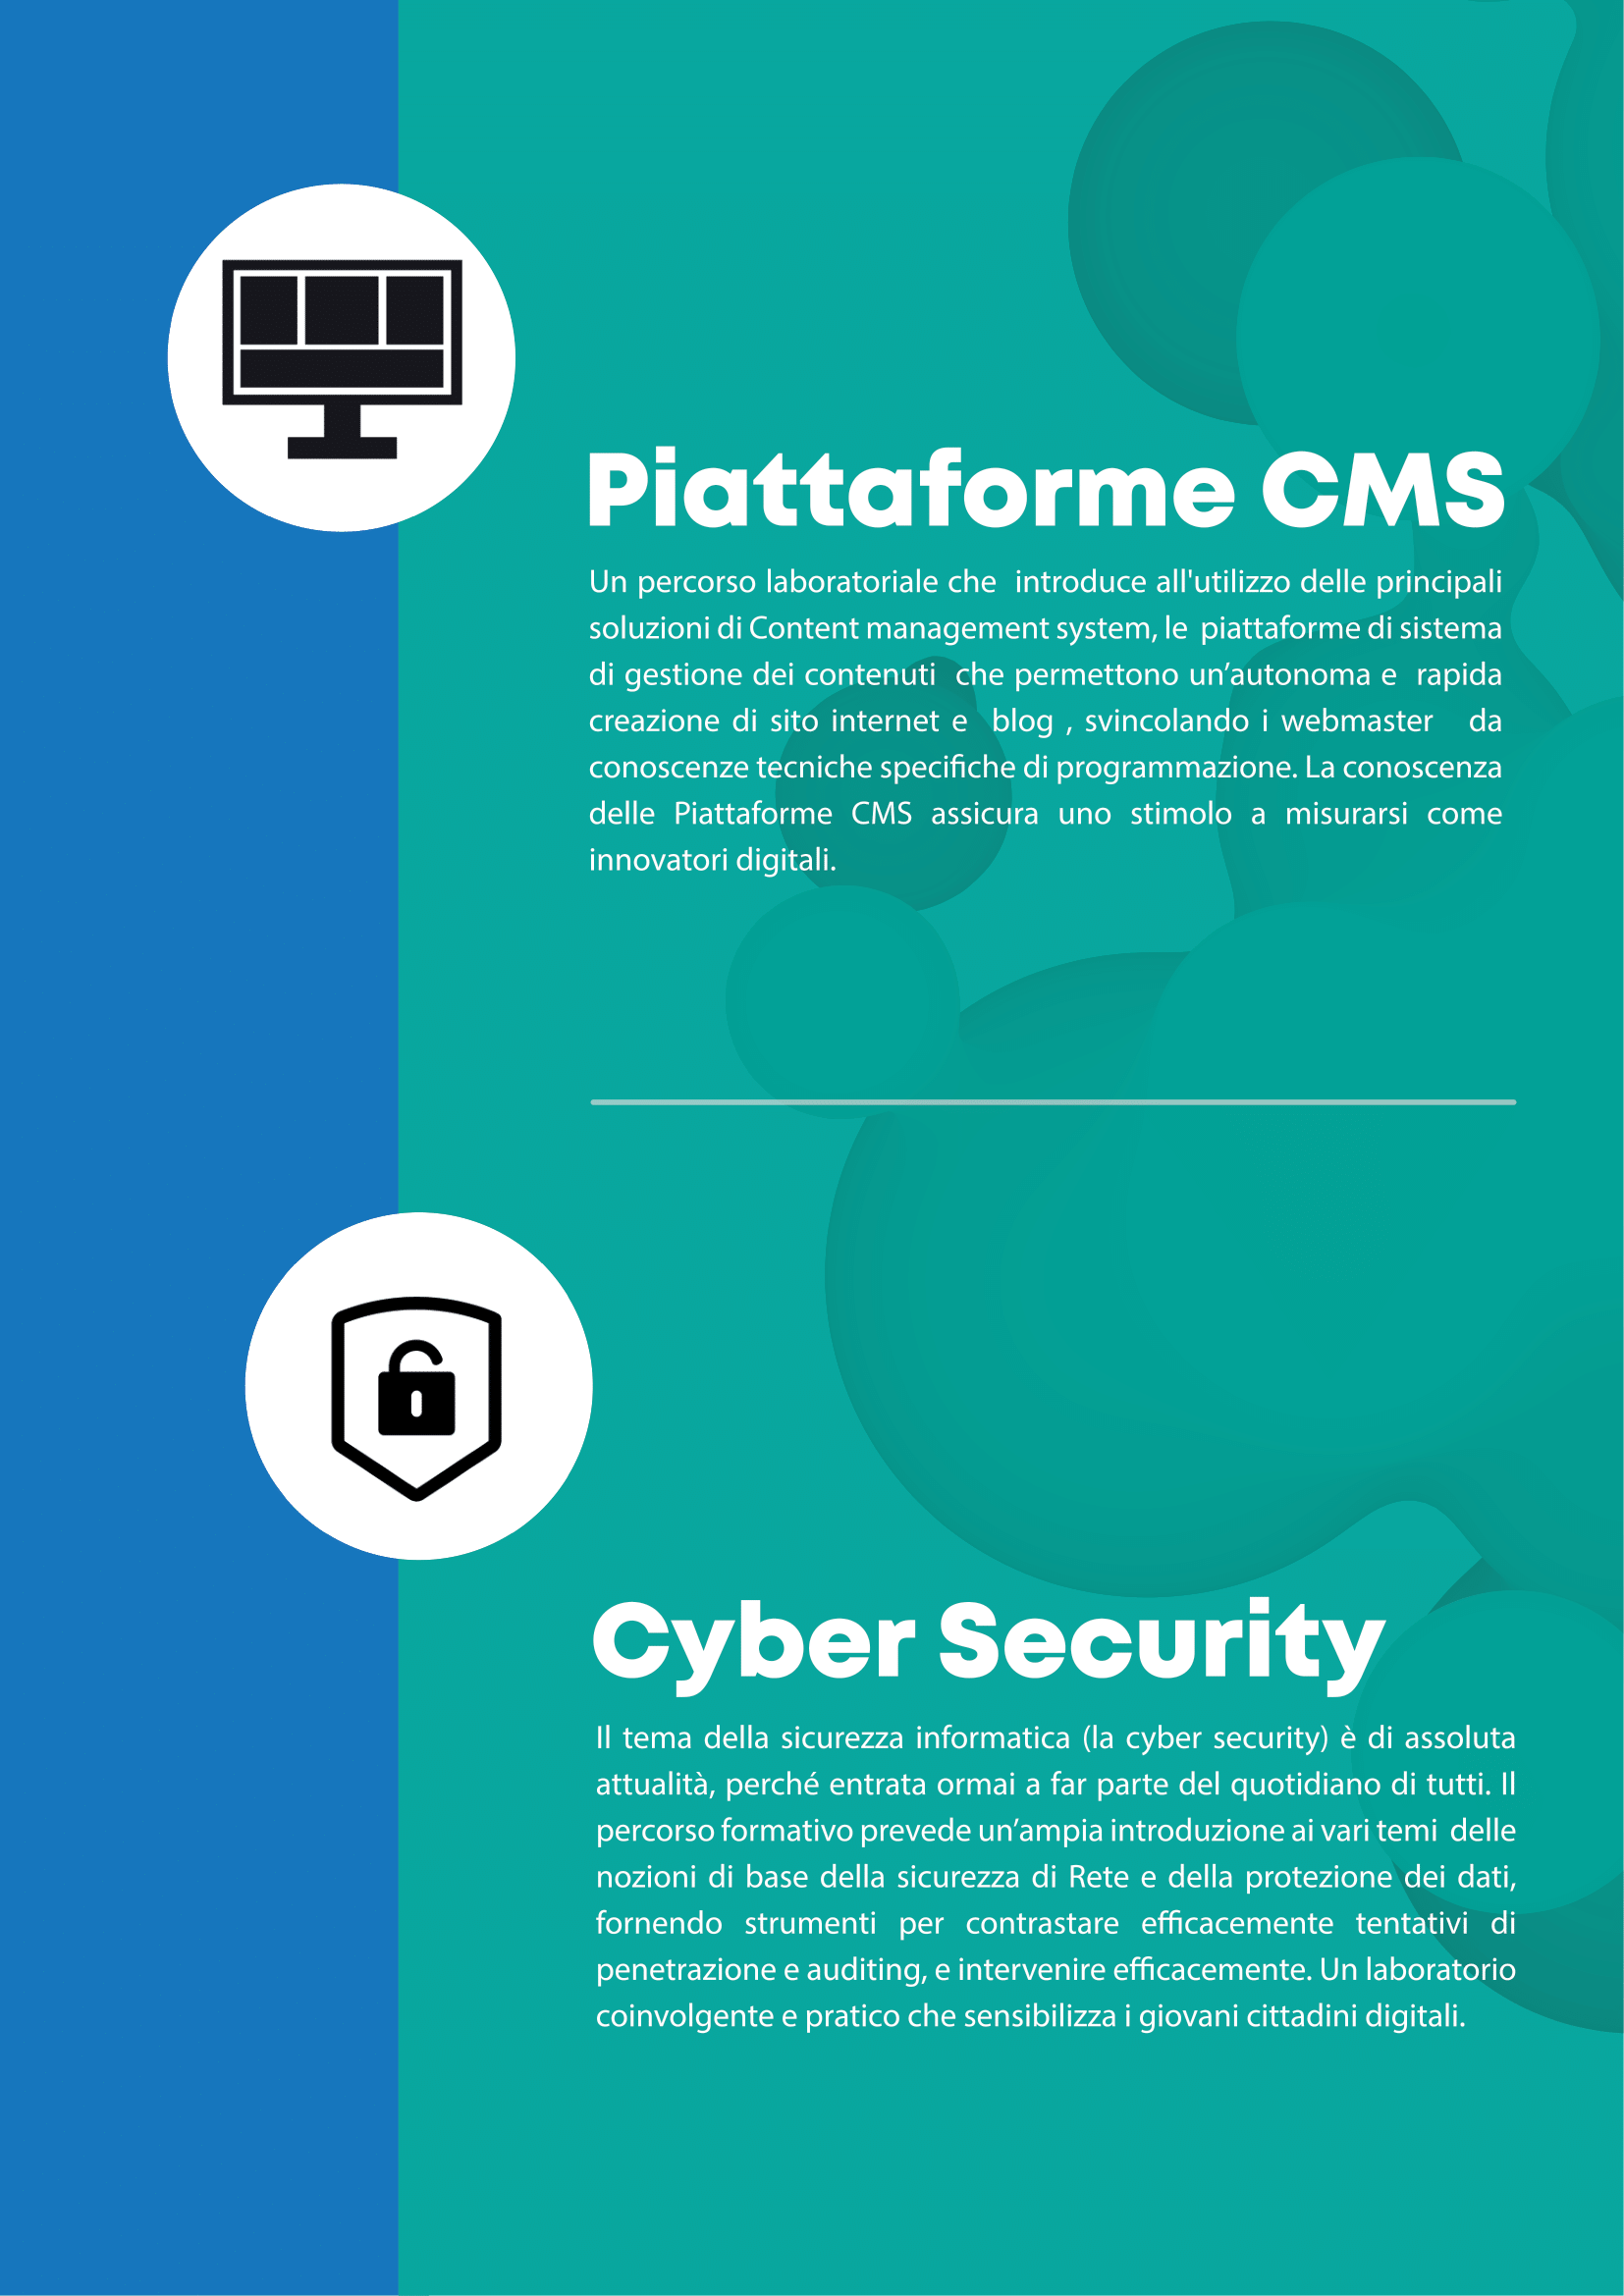 Piattaforme CMS
Un percorso laboratoriale che introduce all'utilizzo delle principali
soluzioni di Content management system, le piattaforme di sistema
di gestione dei contenuti che permettono un’autonoma e rapida
creazione di sito internet e blog , svincolando i webmaster da
conoscenze tecniche specifiche di programmazione. La conoscenza
delle Piattaforme CMS assicura uno stimolo a misurarsi come
innovatori digitali.
Cyber Security
Il tema della sicurezza informatica (la cyber security) è di assoluta
attualità, perché entrata ormai a far parte del quotidiano di tutti. Il
percorso formativo prevede un’ampia introduzione ai vari temi delle
nozioni di base della sicurezza di Rete e della protezione dei dati,
fornendo strumenti per contrastare efficacemente tentativi di
penetrazione e auditing, e intervenire efficacemente. Un laboratorio
coinvolgente e pratico che sensibilizza i giovani cittadini digitali.